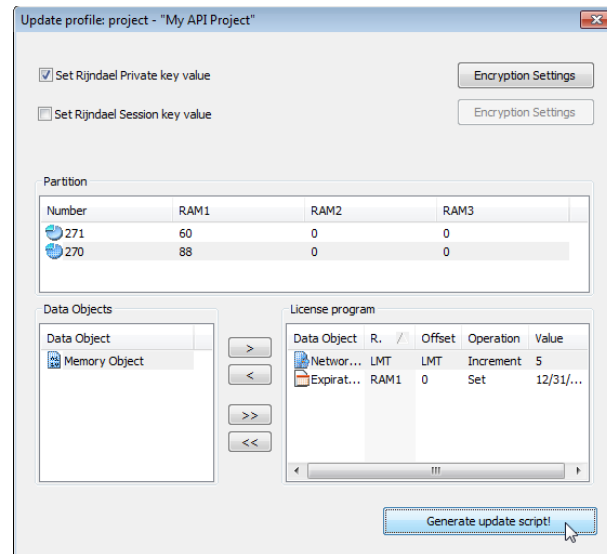 Update profile: project - "My API Project"
Set Rijndael Private key value
Encryption Settings
Set Rijndael Session key value
Encryption Settings
Partition
Number RAM1 RAM2 RAM3
271 60 0 0
270 88 0 0
Data Objects
Data Object
Memory Object
>
<
>>
<<
License program
Data Object R. Offset Operation Value
Networ... LMT LMT Increment 5
Expirat... RAM1 0 Set 12/31/...
Generate update script!